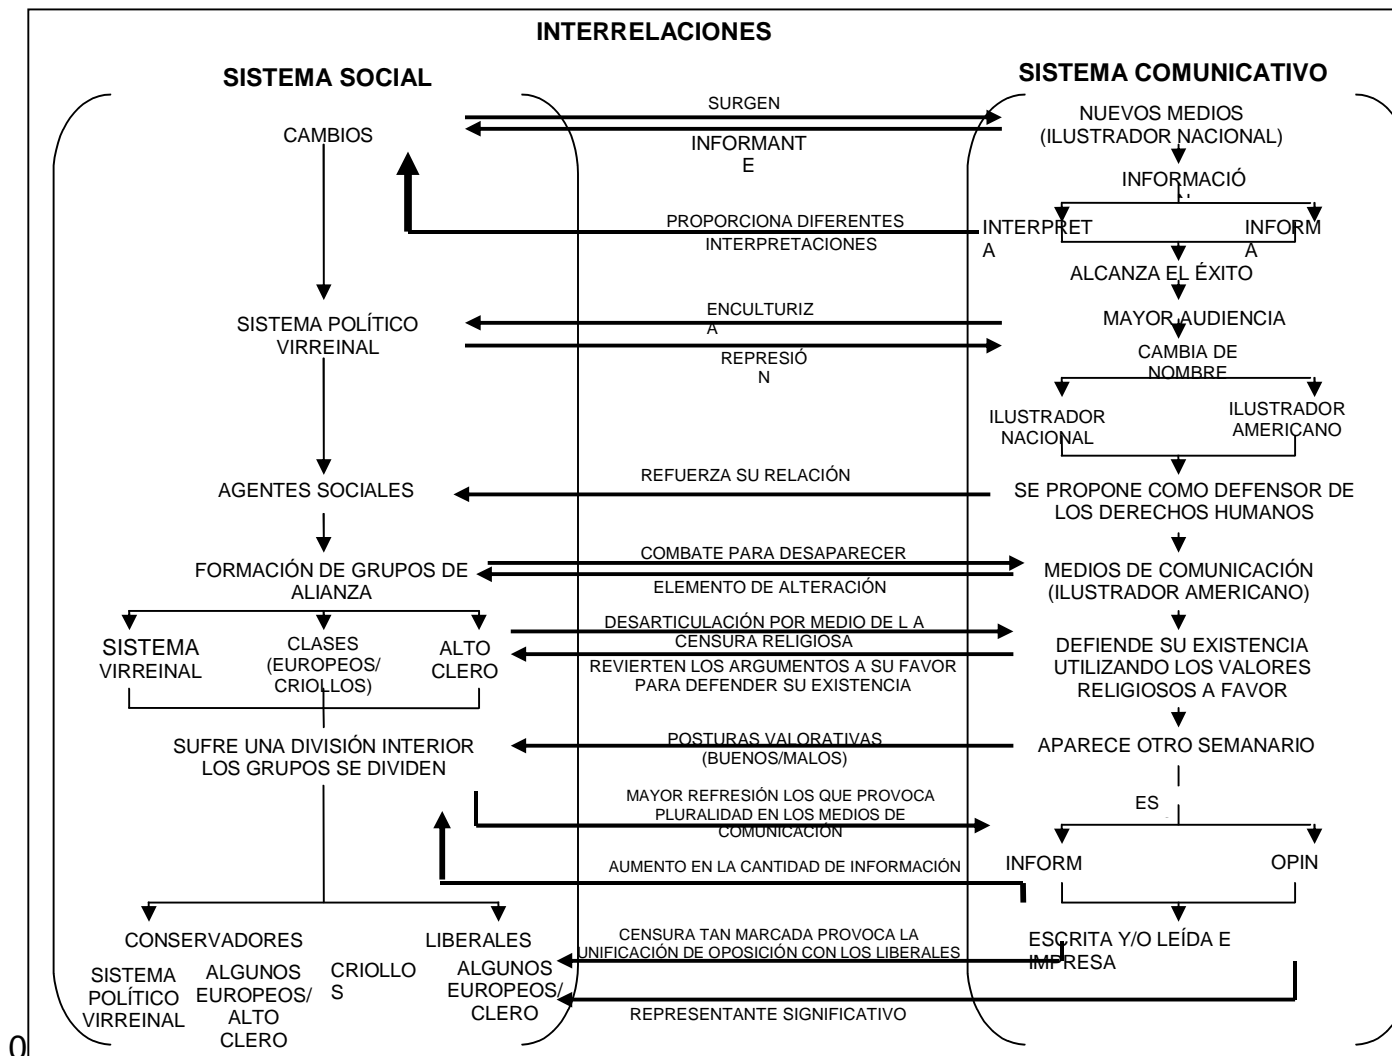 INTERRELACIONES
SISTEMA SOCIAL
SISTEMA COMUNICATIVO
CAMBIOS
SURGEN
INFORMANT
E
NUEVOS MEDIOS
(ILUSTRADOR NACIONAL)
INFORMACIÓ
PROPORCIONA DIFERENTES
INTERPRETACIONES
INTERPRET
A
INFORM
A
ALCANZA EL ÉXITO
SISTEMA POLÍTICO
VIRREINAL
ENCULTURIZ
A
REPRESIÓ
N
MAYOR AUDIENCIA
CAMBIA DE
NOMBRE
ILUSTRADOR
NACIONAL
ILUSTRADOR
AMERICANO
AGENTES SOCIALES
REFUERZA SU RELACIÓN
SE PROPONE COMO DEFENSOR DE
LOS DERECHOS HUMANOS
FORMACIÓN DE GRUPOS DE
ALIANZA
COMBATE PARA DESAPARECER
ELEMENTO DE ALTERACIÓN
MEDIOS DE COMUNICACIÓN
(ILUSTRADOR AMERICANO)
SISTEMA
VIRREINAL
CLASES
(EUROPEOS/
CRIOLLOS)
ALTO
CLERO
DESARTICULACIÓN POR MEDIO DE L A
CENSURA RELIGIOSA
REVIERTEN LOS ARGUMENTOS A SU FAVOR
PARA DEFENDER SU EXISTENCIA
DEFIENDE SU EXISTENCIA
UTILIZANDO LOS VALORES
RELIGIOSOS A FAVOR
SUFRE UNA DIVISIÓN INTERIOR
LOS GRUPOS SE DIVIDEN
POSTURAS VALORATIVAS
(BUENOS/MALOS)
APARECE OTRO SEMANARIO
MAYOR REFRESIÓN LOS QUE PROVOCA
PLURALIDAD EN LOS MEDIOS DE
COMUNICACIÓN
ES
AUMENTO EN LA CANTIDAD DE INFORMACIÓN
INFORM
OPIN
CONSERVADORES
LIBERALES
CENSURA TAN MARCADA PROVOCA LA
UNIFICACIÓN DE OPOSICIÓN CON LOS LIBERALES
ESCRITA Y/O LEÍDA E
IMPRESA
SISTEMA
POLÍTICO
VIRREINAL
ALGUNOS
EUROPEOS/
ALTO
CLERO
CRIOLLO
S
ALGUNOS
EUROPEOS/
CLERO
REPRESENTANTE SIGNIFICATIVO
0